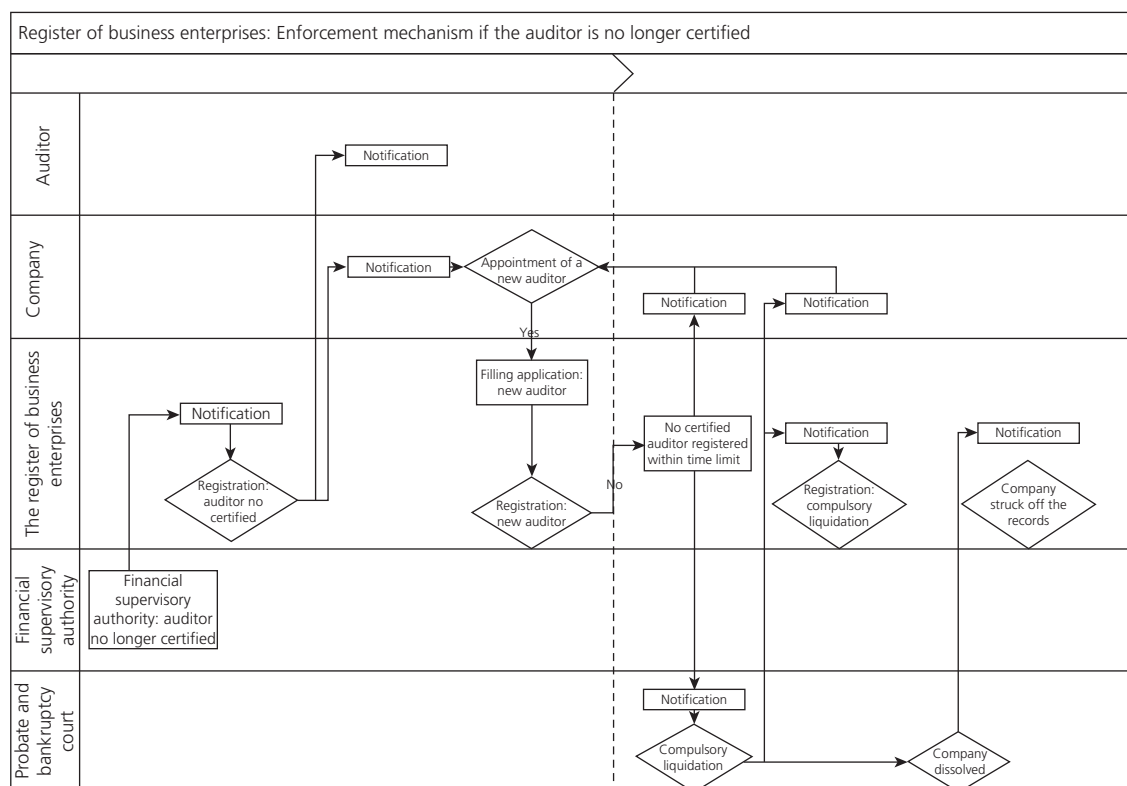 Register of business enterprises: Enforcement mechanism if the auditor is no longer certified
Auditor
Notification
Company
Notification
Appointment of a
new auditor
Notification
Notification
Yes
The register of business
enterprises
Notification
Registration:
auditor no
certified
Filling application:
new auditor
Registration:
new auditor
No
No certified
auditor registered
within time limit
Notification
Registration:
compulsory
liquidation
Notification
Company
struck off the
records
Financial
supervisory
authority
Financial
supervisory
authority: auditor
no longer certified
Probate and
bankruptcy
court
Notification
Compulsory
liquidation
Company
dissolved